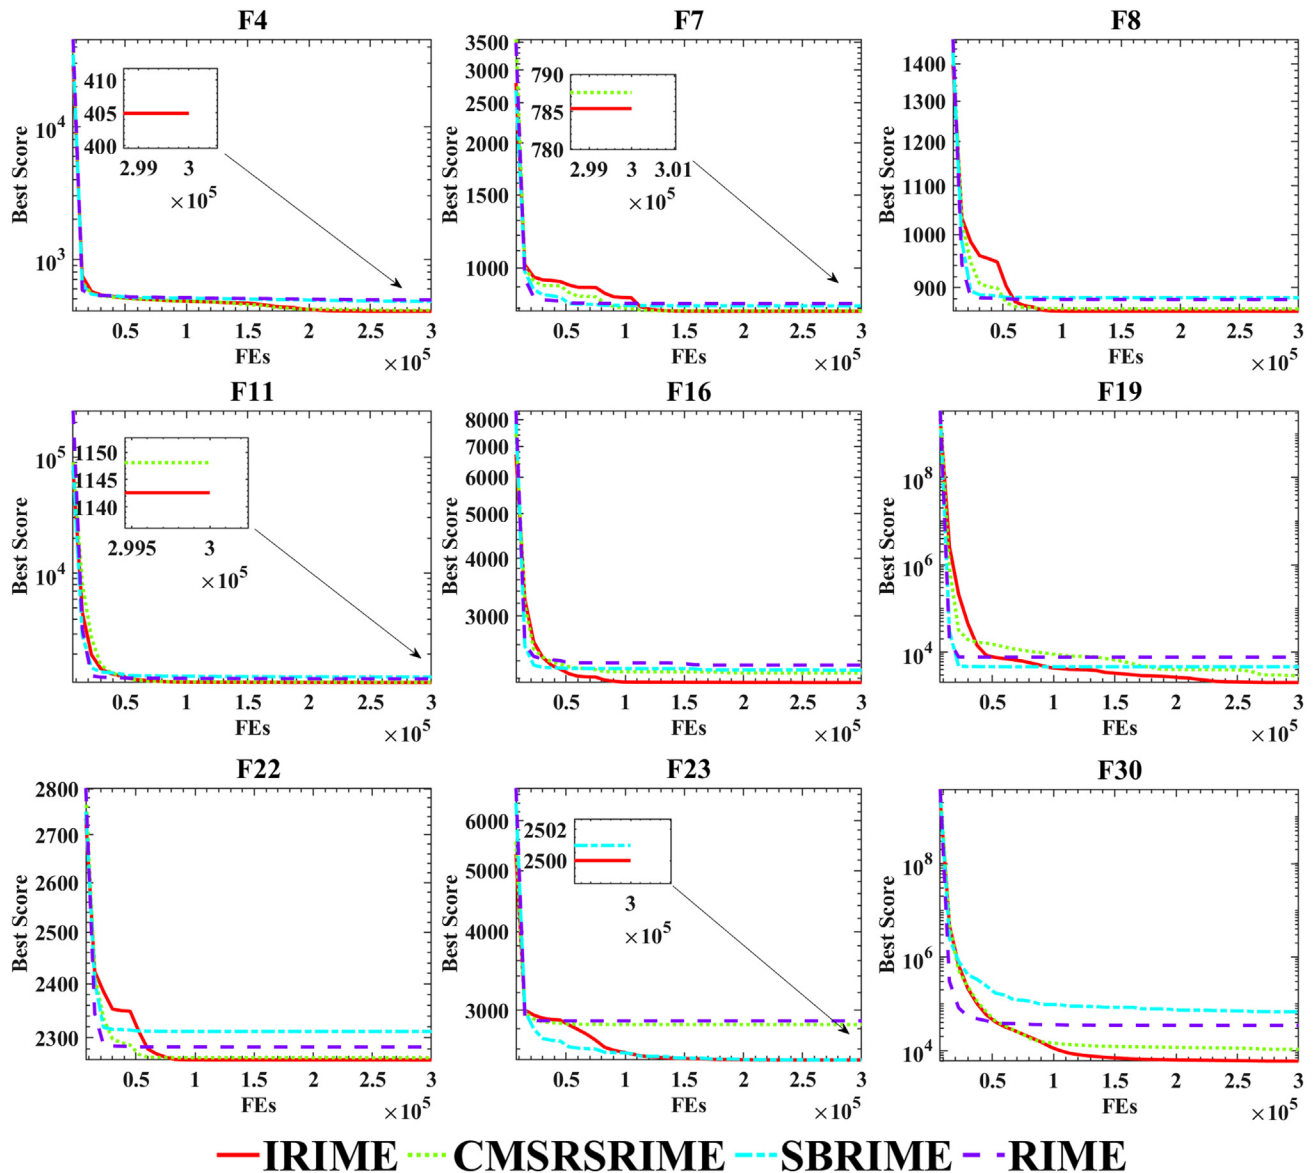 F4
Best Score
10^4
10^3
410
405
400
2.99 3
×10^5
0.5 1 1.5 2 2.5 3
FEs
×10^5
F7
Best Score
3500
3000
2500
2000
1500
1000
790
785
780
2.99 3 3.01
×10^5
0.5 1 1.5 2 2.5 3
FEs
×10^5
F8
Best Score
1400
1300
1200
1100
1000
900
0.5 1 1.5 2 2.5 3
FEs
×10^5
F11
Best Score
10^5
10^4
1150
1145
1140
2.995 3
×10^5
0.5 1 1.5 2 2.5 3
FEs
×10^5
F16
Best Score
8000
7000
6000
5000
4000
3000
0.5 1 1.5 2 2.5 3
FEs
×10^5
F19
Best Score
10^8
10^6
10^4
0.5 1 1.5 2 2.5 3
FEs
×10^5
F22
Best Score
2800
2700
2600
2500
2400
2300
0.5 1 1.5 2 2.5 3
FEs
×10^5
F23
Best Score
6000
5000
4000
3000
2502
2500
3
×10^5
0.5 1 1.5 2 2.5 3
FEs
×10^5
F30
Best Score
10^8
10^6
10^4
0.5 1 1.5 2 2.5 3
FEs
×10^5
IRIME CMSRSRIME SBRIME RIME